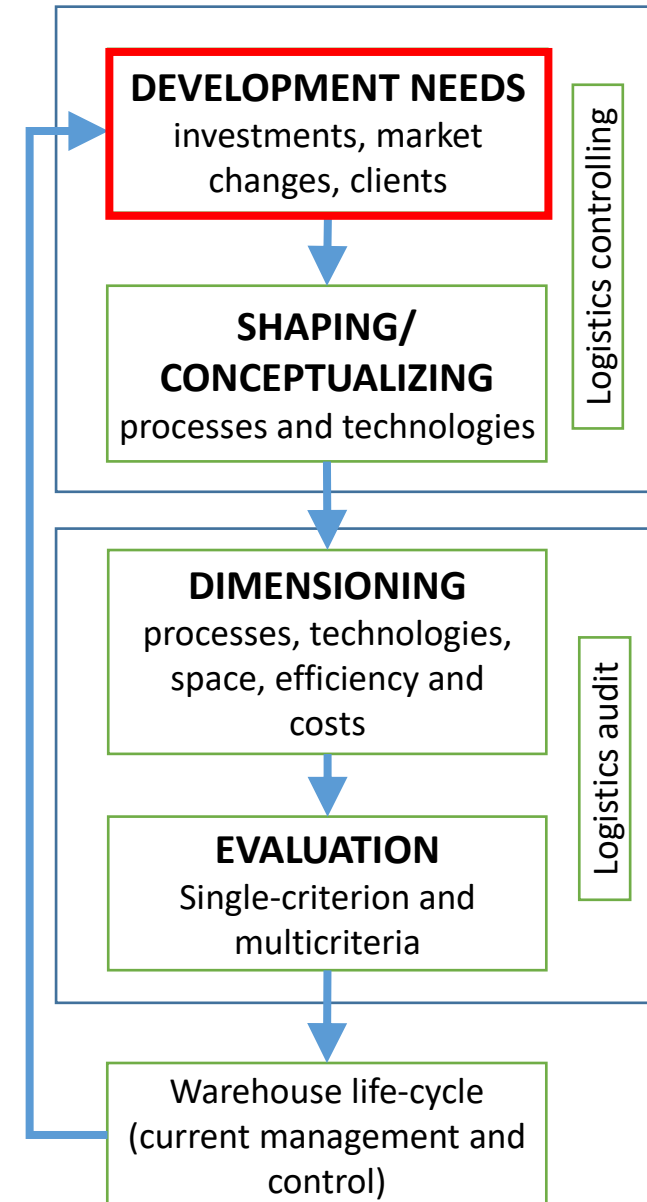 DEVELOPMENT NEEDS
investments, market
changes, clients
Logistics controlling
SHAPING/
CONCEPTUALIZING
processes and technologies
DIMENSIONING
processes, technologies,
space, efficiency and
costs
Logistics audit
EVALUATION
Single-criterion and
multicriteria
Warehouse life-cycle
(current management and
control)